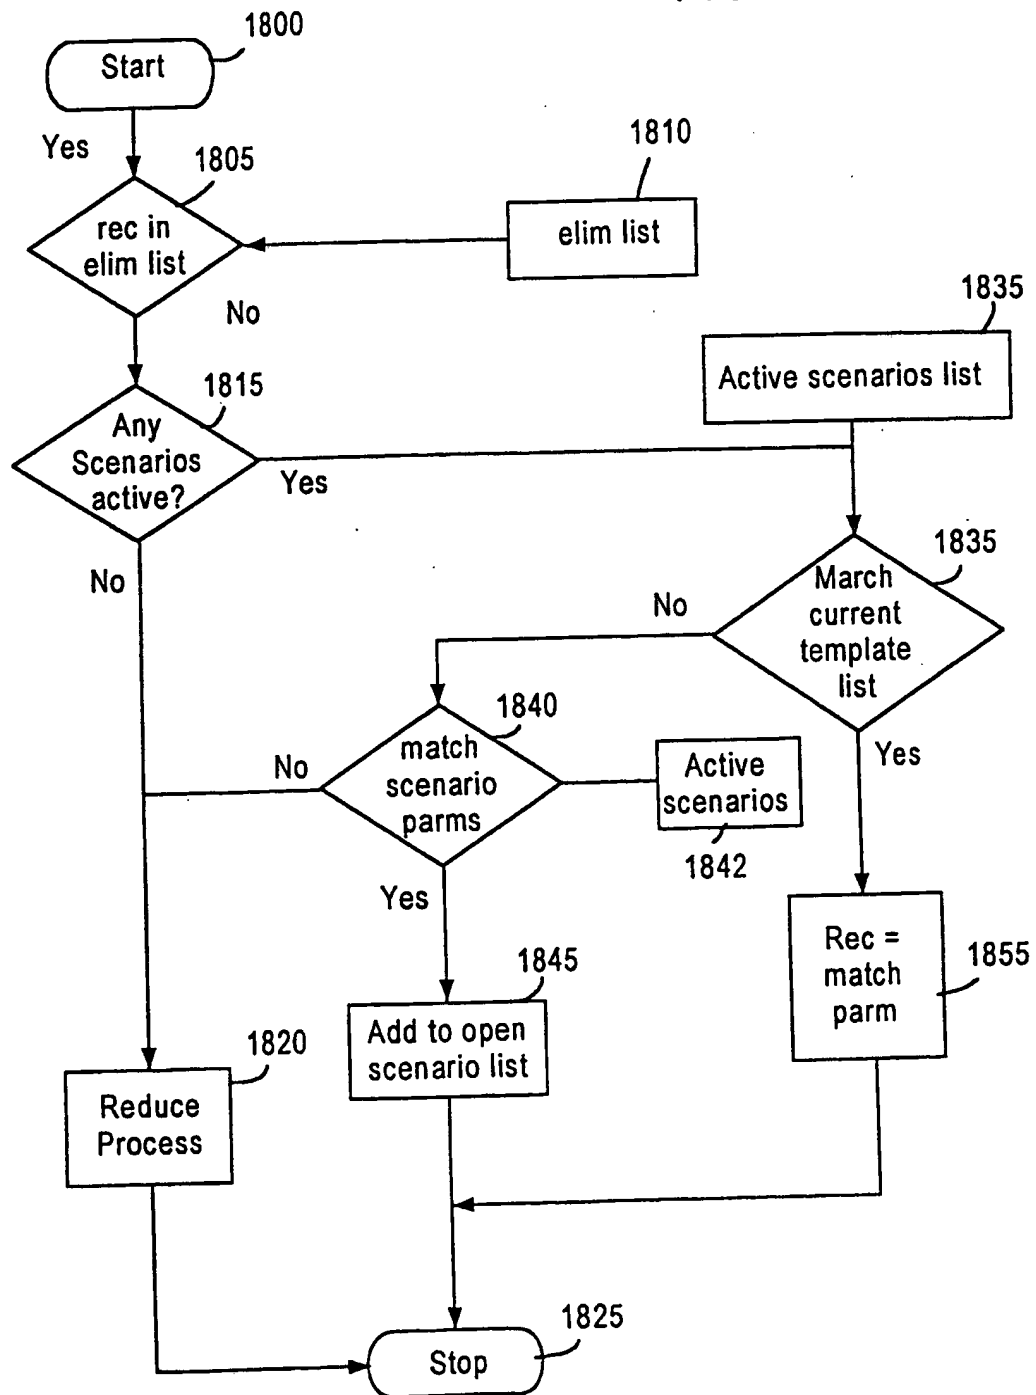 1800
Start
Yes
1805
1810
rec in
elim list
elim list
No
1835
Active scenarios list
1815
Any
Scenarios
active?
Yes
No
1835
March
current
template
list
No
Yes
1840
match
scenario
parms
No
Active
scenarios
1842
Yes
Rec =
match
parm
1855
1845
Add to open
scenario list
1820
Reduce
Process
1825
Stop